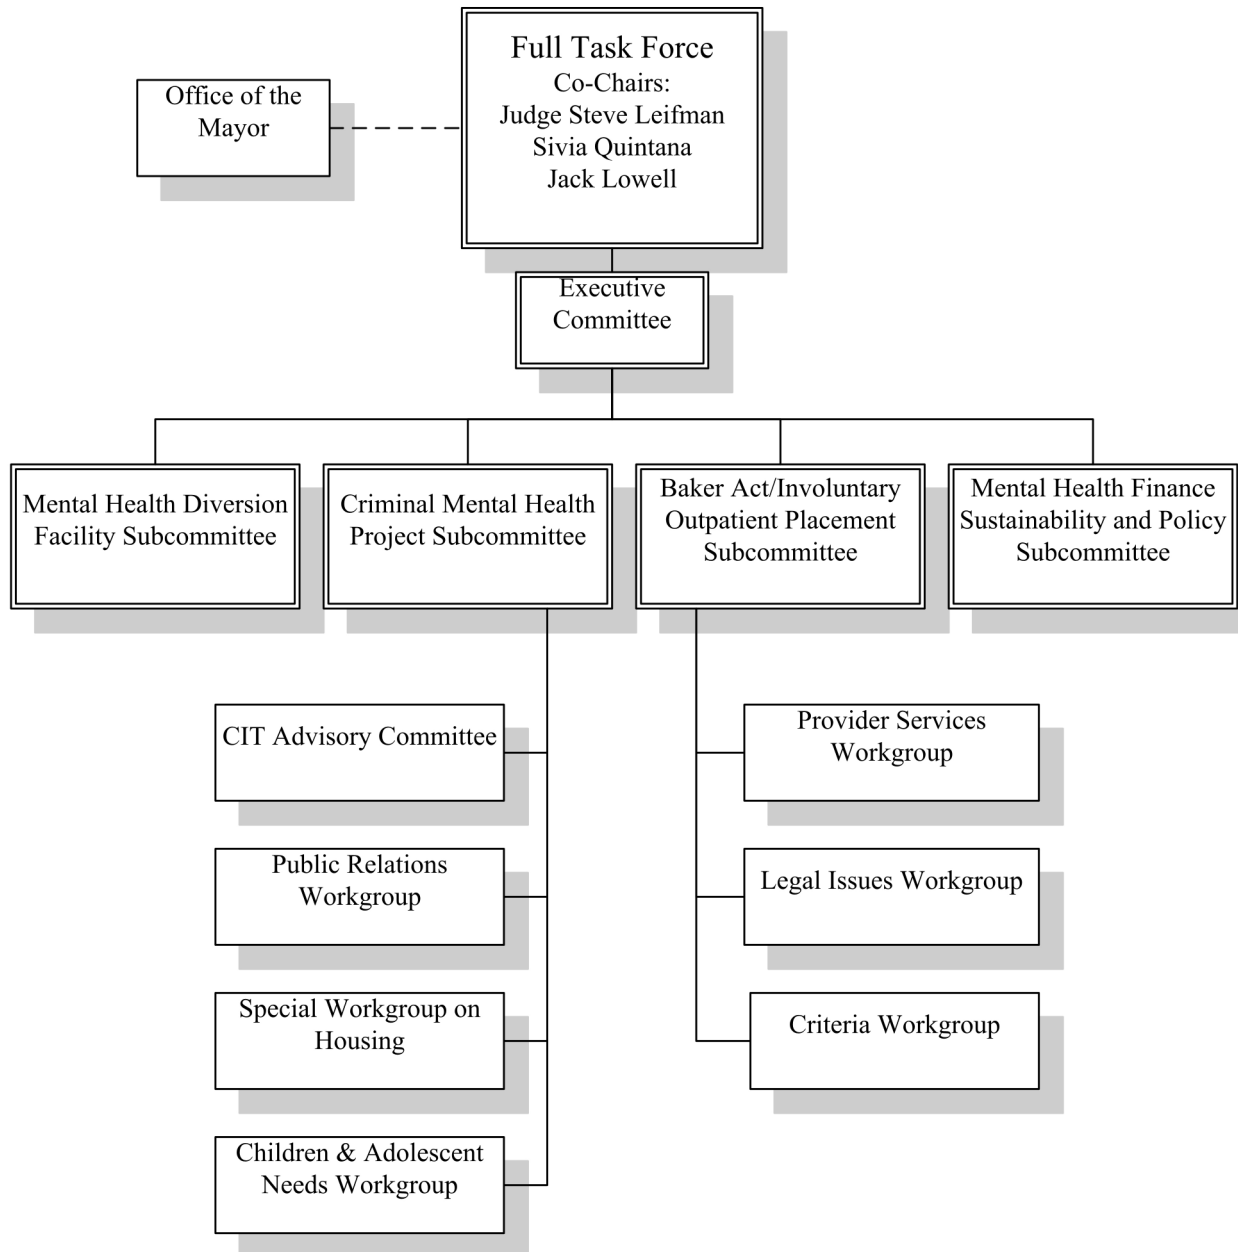 Full Task Force
Co-Chairs:
Judge Steve Leifman
Sivia Quintana
Jack Lowell
Office of the
Mayor
Executive
Committee
Mental Health Diversion
Facility Subcommittee
Criminal Mental Health
Project Subcommittee
Baker Act/Involuntary
Outpatient Placement
Subcommittee
Mental Health Finance
Sustainability and Policy
Subcommittee
CIT Advisory Committee
Public Relations
Workgroup
Special Workgroup on
Housing
Children & Adolescent
Needs Workgroup
Provider Services
Workgroup
Legal Issues Workgroup
Criteria Workgroup